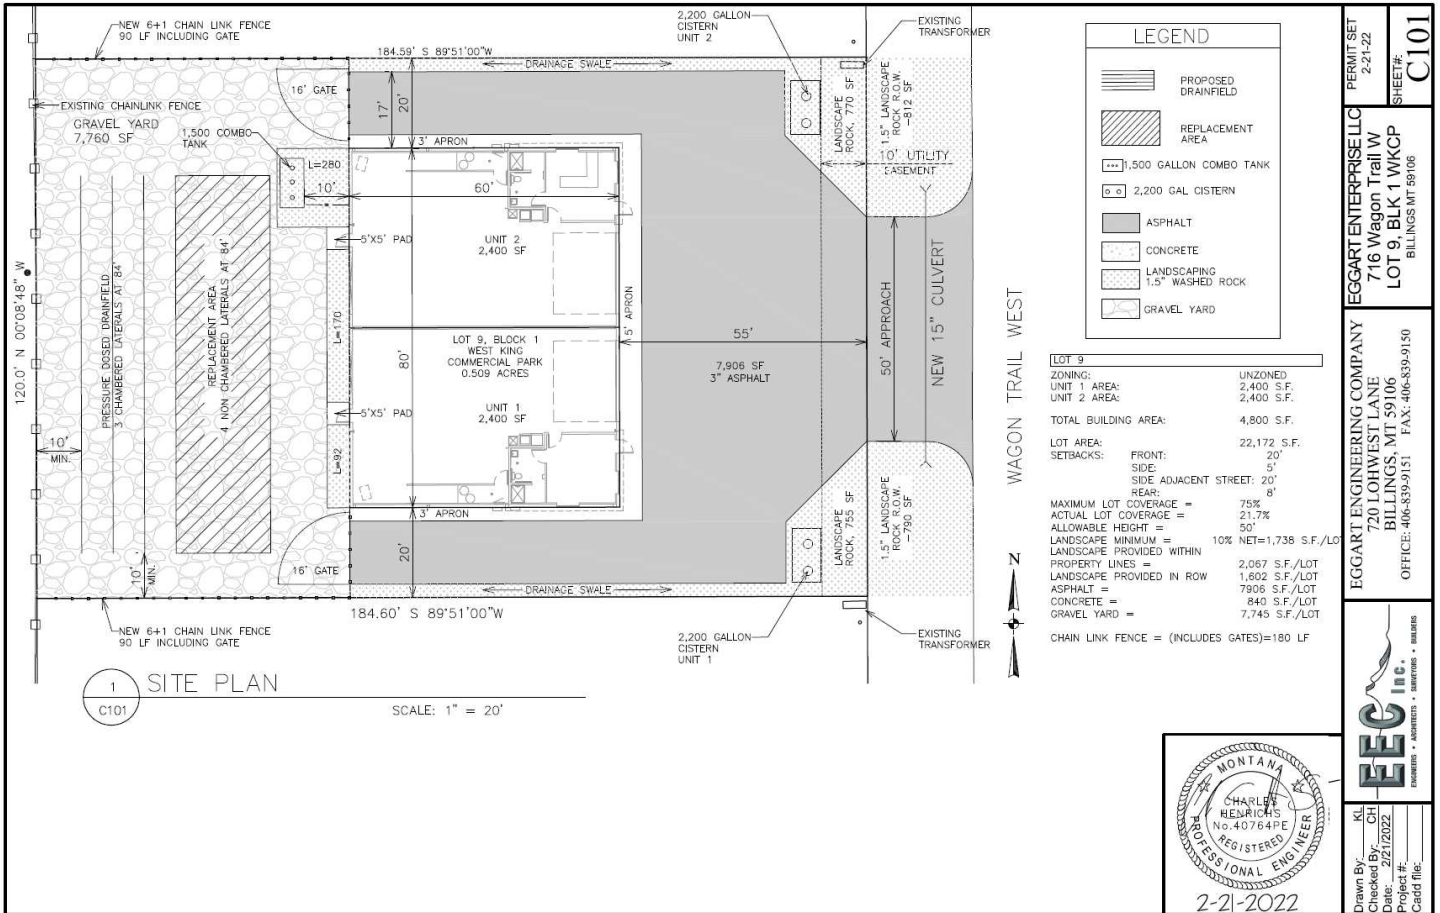 NEW 6+1 CHAIN LINK FENCE
90 LF INCLUDING GATE
184.59' S 89°51'00"W
2,200 GALLON
CISTERN
UNIT 2
EXISTING
TRANSFORMER
DRAINAGE SWALE
EXISTING CHAINLINK FENCE
GRAVEL YARD
7,760 SF
16' GATE
17'
20'
1,500 COMBO
TANK
3' APRON
L=280
10'
60'
LANDSCAPE
ROCK, 770 SF
1.5" LANDSCAPE
ROCK R.O.W.
-812 SF
10' UTILITY
EASEMENT
5'X5' PAD
UNIT 2
2,400 SF
120.0' N 00°08'48" W
PRESSURE DOSED DRAINFIELD
3 CHAMBERED LATERALS AT 84'
REPLACEMENT AREA
4 NON CHAMBERED LATERALS AT 84'
L=170
80'
LOT 9, BLOCK 1
WEST KING
COMMERCIAL PARK
0.509 ACRES
5' APRON
55'
7,906 SF
3" ASPHALT
50' APPROACH
NEW 15" CULVERT
WAGON TRAIL WEST
5'X5' PAD
UNIT 1
2,400 SF
10'
MIN.
L=92
3' APRON
20'
16' GATE
10'
MIN.
LANDSCAPE
ROCK, 755 SF
1.5" LANDSCAPE
ROCK R.O.W.
-790 SF
DRAINAGE SWALE
184.60' S 89°51'00"W
NEW 6+1 CHAIN LINK FENCE
90 LF INCLUDING GATE
2,200 GALLON
CISTERN
UNIT 1
EXISTING
TRANSFORMER
N
1
C101
SITE PLAN
SCALE: 1" = 20'
LEGEND
PROPOSED
DRAINFIELD
REPLACEMENT
AREA
1,500 GALLON COMBO TANK
2,200 GAL CISTERN
ASPHALT
CONCRETE
LANDSCAPING
1.5" WASHED ROCK
GRAVEL YARD
LOT 9
ZONING: UNZONED
UNIT 1 AREA: 2,400 S.F.
UNIT 2 AREA: 2,400 S.F.
TOTAL BUILDING AREA: 4,800 S.F.
LOT AREA: 22,172 S.F.
SETBACKS: FRONT: 20'
SIDE: 5'
SIDE ADJACENT STREET: 20'
REAR: 8'
MAXIMUM LOT COVERAGE = 75%
ACTUAL LOT COVERAGE = 21.7%
ALLOWABLE HEIGHT = 50'
LANDSCAPE MINIMUM = 10% NET=1,738 S.F./LOT
LANDSCAPE PROVIDED WITHIN
PROPERTY LINES = 2,067 S.F./LOT
LANDSCAPE PROVIDED IN ROW 1,602 S.F./LOT
ASPHALT = 7906 S.F./LOT
CONCRETE = 840 S.F./LOT
GRAVEL YARD = 7,745 S.F./LOT
CHAIN LINK FENCE = (INCLUDES GATES)=180 LF
MONTANA
CHARLES
HENRICHS
No.40764PE
REGISTERED
PROFESSIONAL ENGINEER
2-21-2022
PERMIT SET
2-21-22
SHEET#:
C101
EGGART ENTERPRISE LLC
716 Wagon Trail W
LOT 9, BLK 1 WKCP
BILLINGS MT 59106
EGGART ENGINEERING COMPANY
720 LOHWEST LANE
BILLINGS, MT 59106
OFFICE: 406-839-9151 FAX: 406-839-9150
EEC Inc.
ENGINEERS • ARCHITECTS • SURVEYORS • BUILDERS
Drawn By: KL
Checked By: CH
Date: 2/21/2022
Project #:
Cadd file: